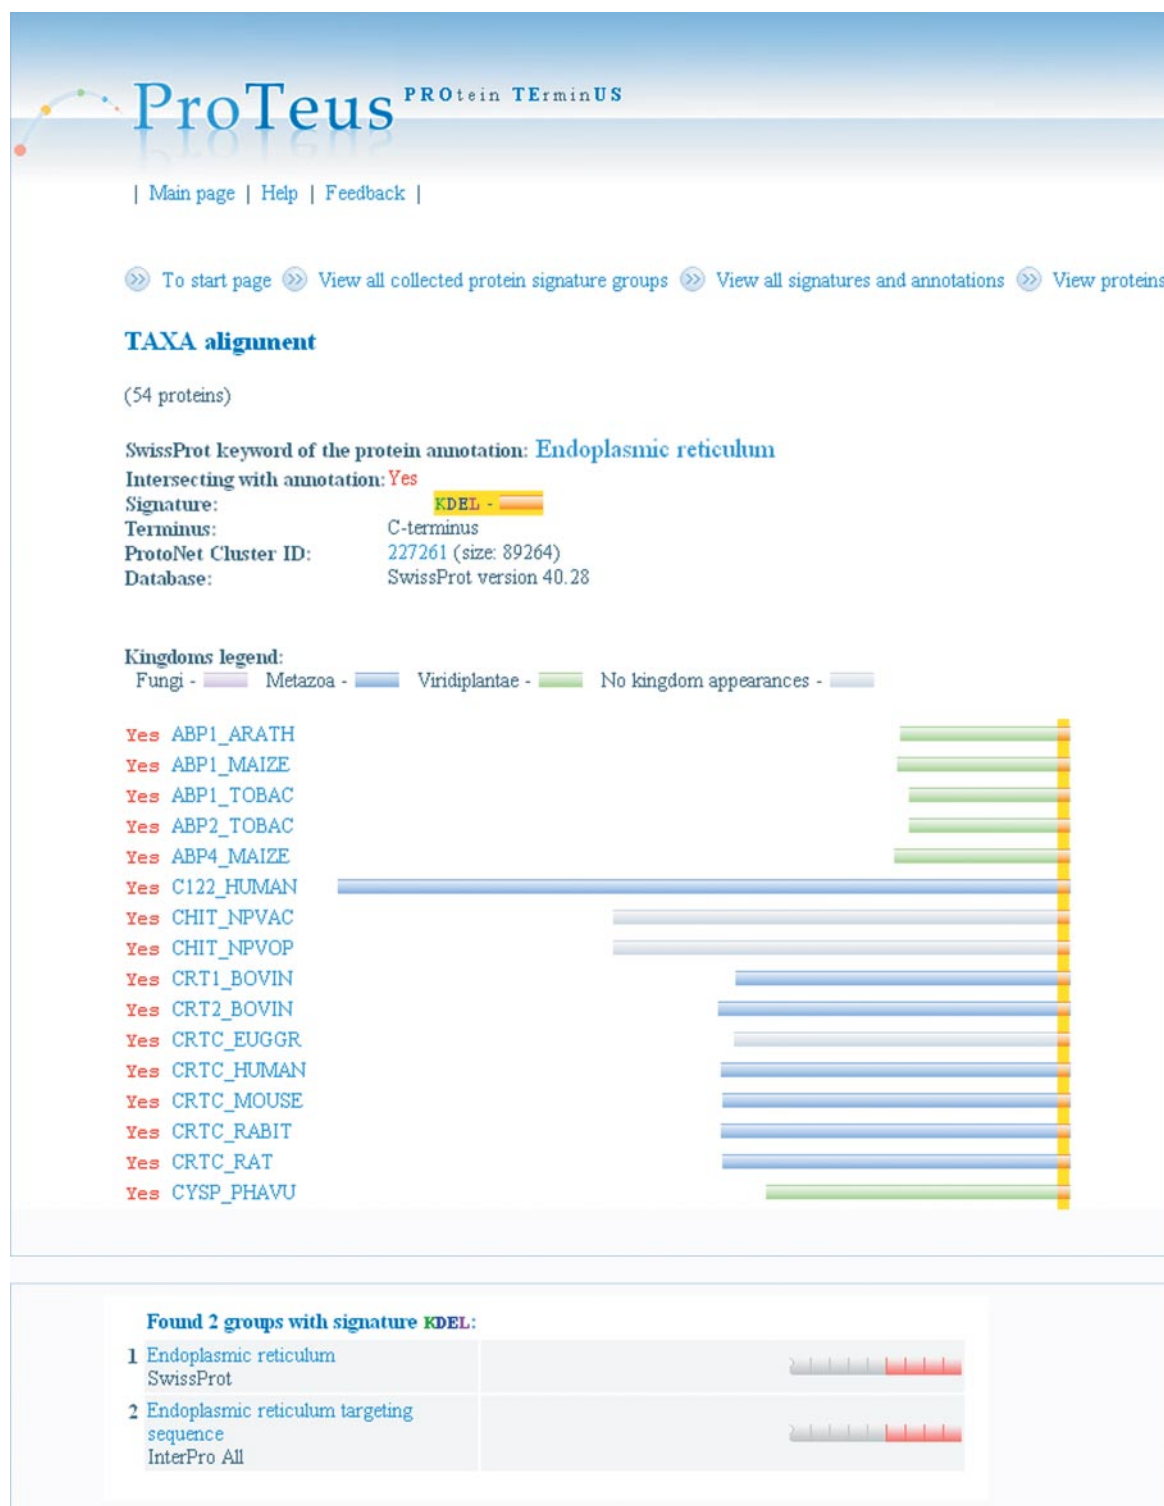 ProTeus PROtein TErminUS
| Main page | Help | Feedback |
To start page View all collected protein signature groups View all signatures and annotations View proteins
TAXA alignment
(54 proteins)
SwissProt keyword of the protein annotation: Endoplasmic reticulum
Intersecting with annotation: Yes
Signature: KDEL -
Terminus: C-terminus
ProtoNet Cluster ID: 227261 (size: 89264)
Database: SwissProt version 40.28
Kingdoms legend:
Fungi - Metazoa - Viridiplantae - No kingdom appearances -
Yes ABP1_ARATH
Yes ABP1_MAIZE
Yes ABP1_TOBAC
Yes ABP2_TOBAC
Yes ABP4_MAIZE
Yes C122_HUMAN
Yes CHIT_NPVAC
Yes CHIT_NPVOP
Yes CRT1_BOVIN
Yes CRT2_BOVIN
Yes CRTC_EUGGR
Yes CRTC_HUMAN
Yes CRTC_MOUSE
Yes CRTC_RABIT
Yes CRTC_RAT
Yes CYSP_PHAVU
Found 2 groups with signature KDEL:
1 Endoplasmic reticulum
SwissProt
2 Endoplasmic reticulum targeting
sequence
InterPro All